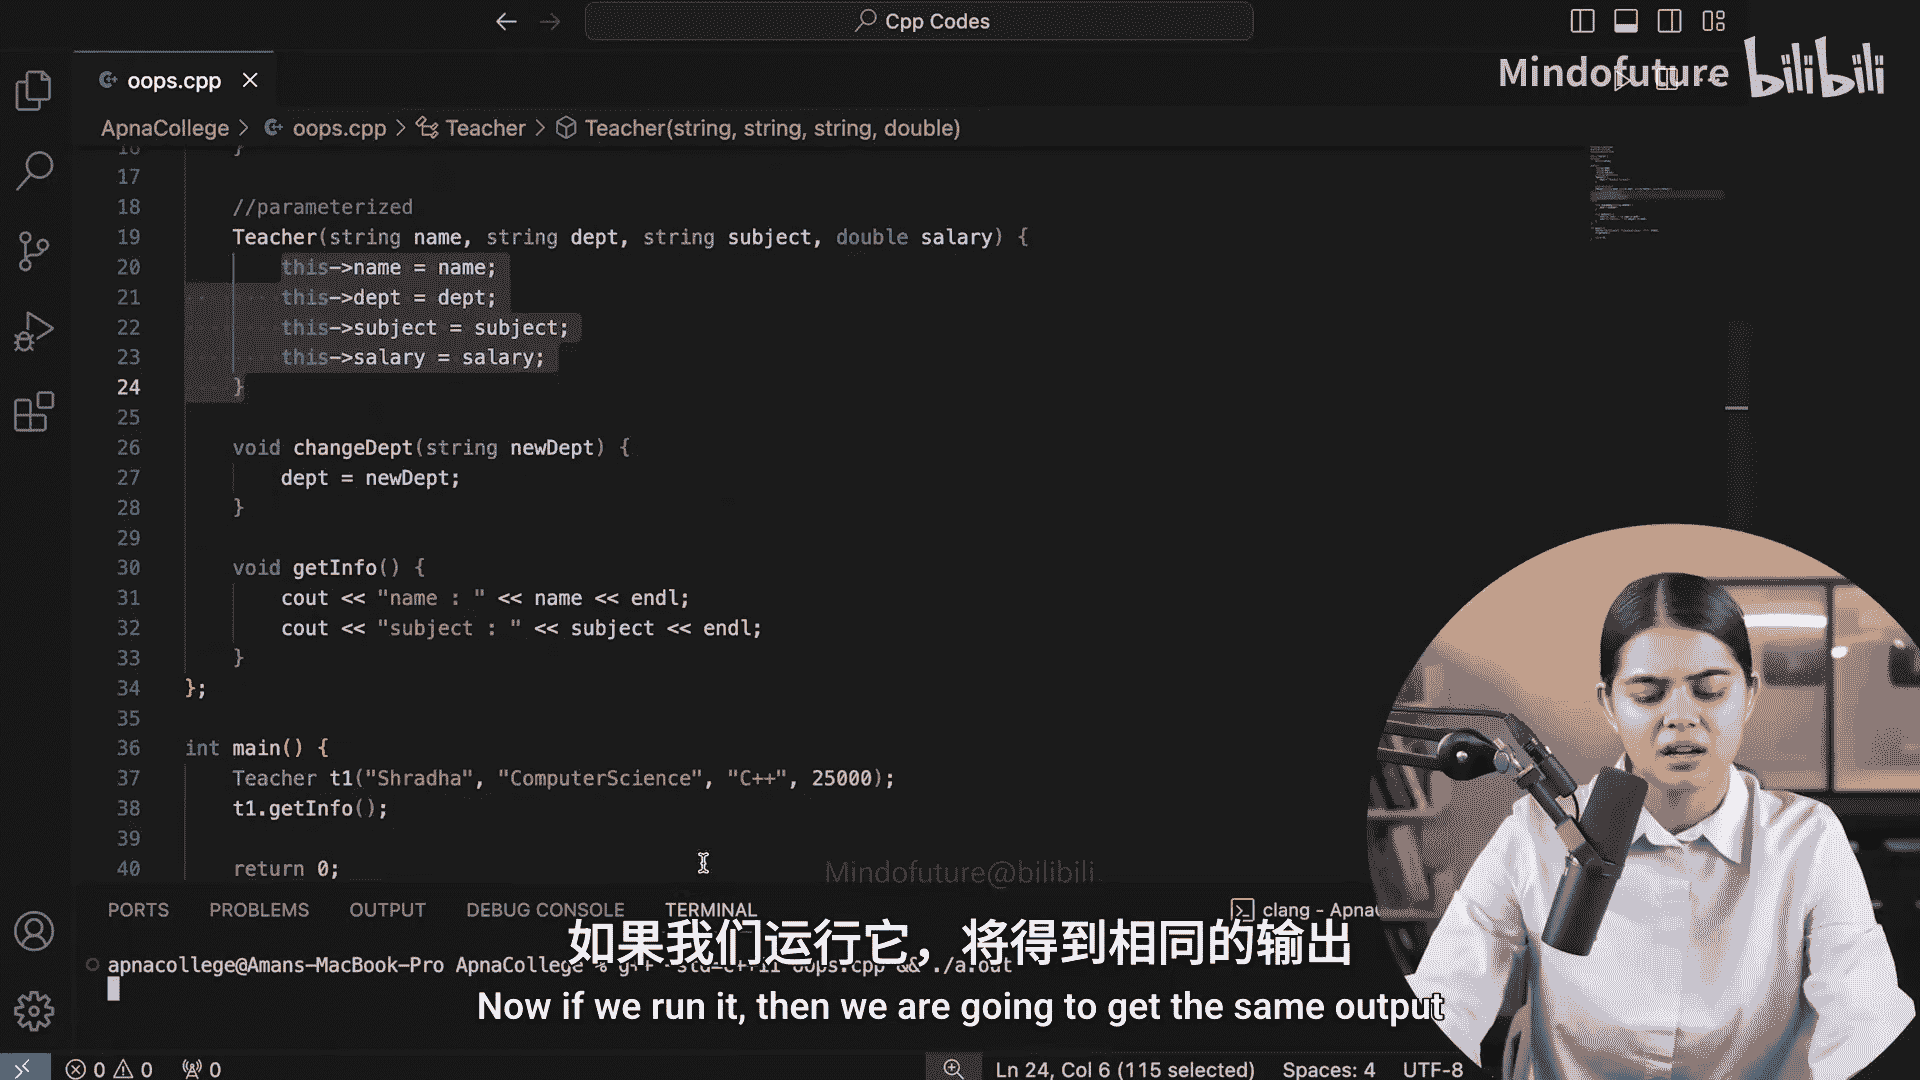 Cpp Codes
oops.cpp
Mindofuture bilibili
ApnaCollege > oops.cpp > Teacher > Teacher(string, string, string, double)
16 }
17
18 //parameterized
19 Teacher(string name, string dept, string subject, double salary) {
20 this->name = name;
21 this->dept = dept;
22 this->subject = subject;
23 this->salary = salary;
24 }
25
26 void changeDept(string newDept) {
27 dept = newDept;
28 }
29
30 void getInfo() {
31 cout << "name : " << name << endl;
32 cout << "subject : " << subject << endl;
33 }
34 };
35
36 int main() {
37 Teacher t1("Shradha", "ComputerScience", "C++", 25000);
38 t1.getInfo();
39
40 return 0;
Mindofuture@bilibili
PORTS PROBLEMS OUTPUT DEBUG CONSOLE TERMINAL clang - Apna
如果我们运行它，将得到相同的输出
apnacollege@Amans-MacBook-Pro ApnaCollege % g++ -std=c++11 oops.cpp && ./a.out
Now if we run it, then we are going to get the same output
0 0 0 Ln 24, Col 6 (115 selected) Spaces: 4 UTF-8